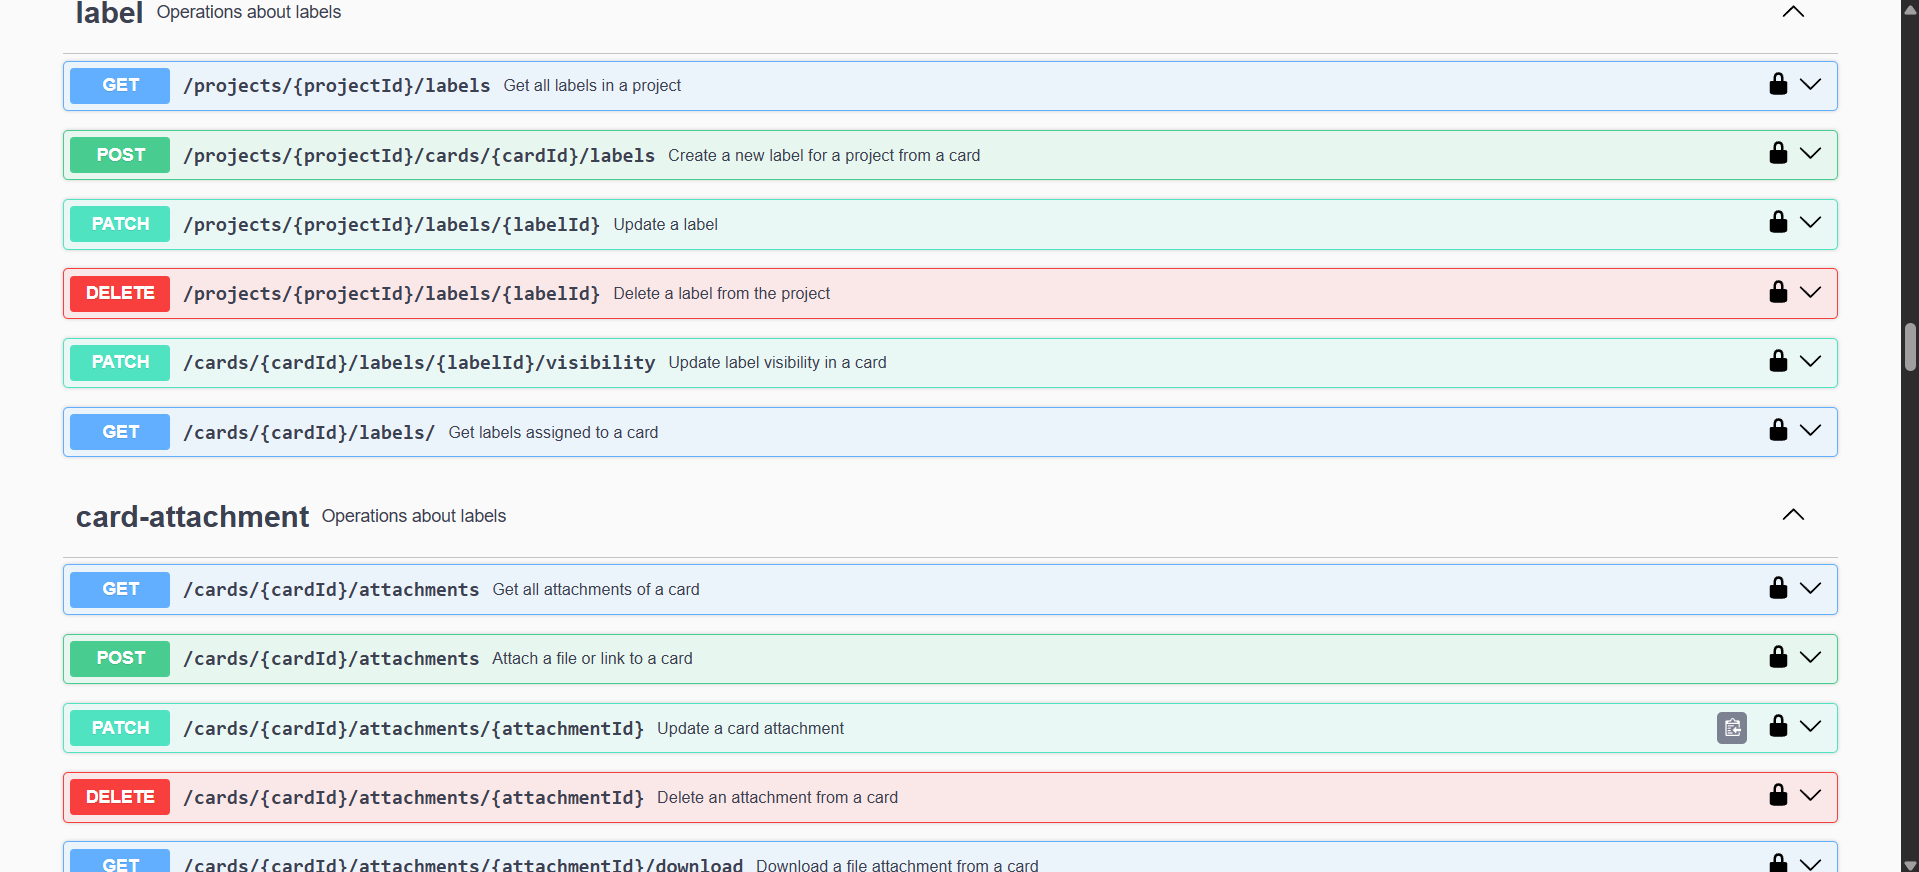 label Operations about labels
GET /projects/{projectId}/labels Get all labels in a project
POST /projects/{projectId}/cards/{cardId}/labels Create a new label for a project from a card
PATCH /projects/{projectId}/labels/{labelId} Update a label
DELETE /projects/{projectId}/labels/{labelId} Delete a label from the project
PATCH /cards/{cardId}/labels/{labelId}/visibility Update label visibility in a card
GET /cards/{cardId}/labels/ Get labels assigned to a card
card-attachment Operations about labels
GET /cards/{cardId}/attachments Get all attachments of a card
POST /cards/{cardId}/attachments Attach a file or link to a card
PATCH /cards/{cardId}/attachments/{attachmentId} Update a card attachment
DELETE /cards/{cardId}/attachments/{attachmentId} Delete an attachment from a card
GET /cards/{cardId}/attachments/{attachmentId}/download Download a file attachment from a card